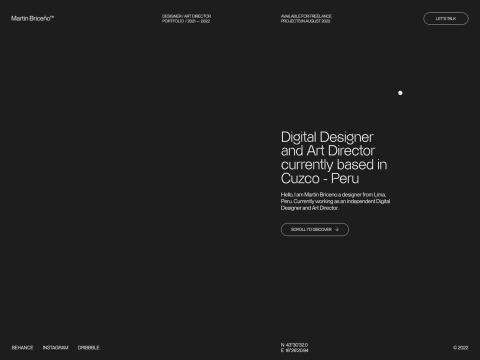 Martin Briceño™
DESIGNER / ART DIRECTOR
PORTFOLIO / 2021 — 2022
AVAILABLE FOR FREELANCE
PROJECTS IN AUGUST 2022
LET'S TALK
Digital Designer
and Art Director
currently based in
Cuzco - Peru
Hello, I am Martin Briceno a designer from Lima,
Peru. Currently working as an independent Digital
Designer and Art Director.
SCROLL TO DISCOVER ↓
BEHANCE
INSTAGRAM
DRIBBBLE
N 43°30'32.0
E 16°26'20.94
© 2022